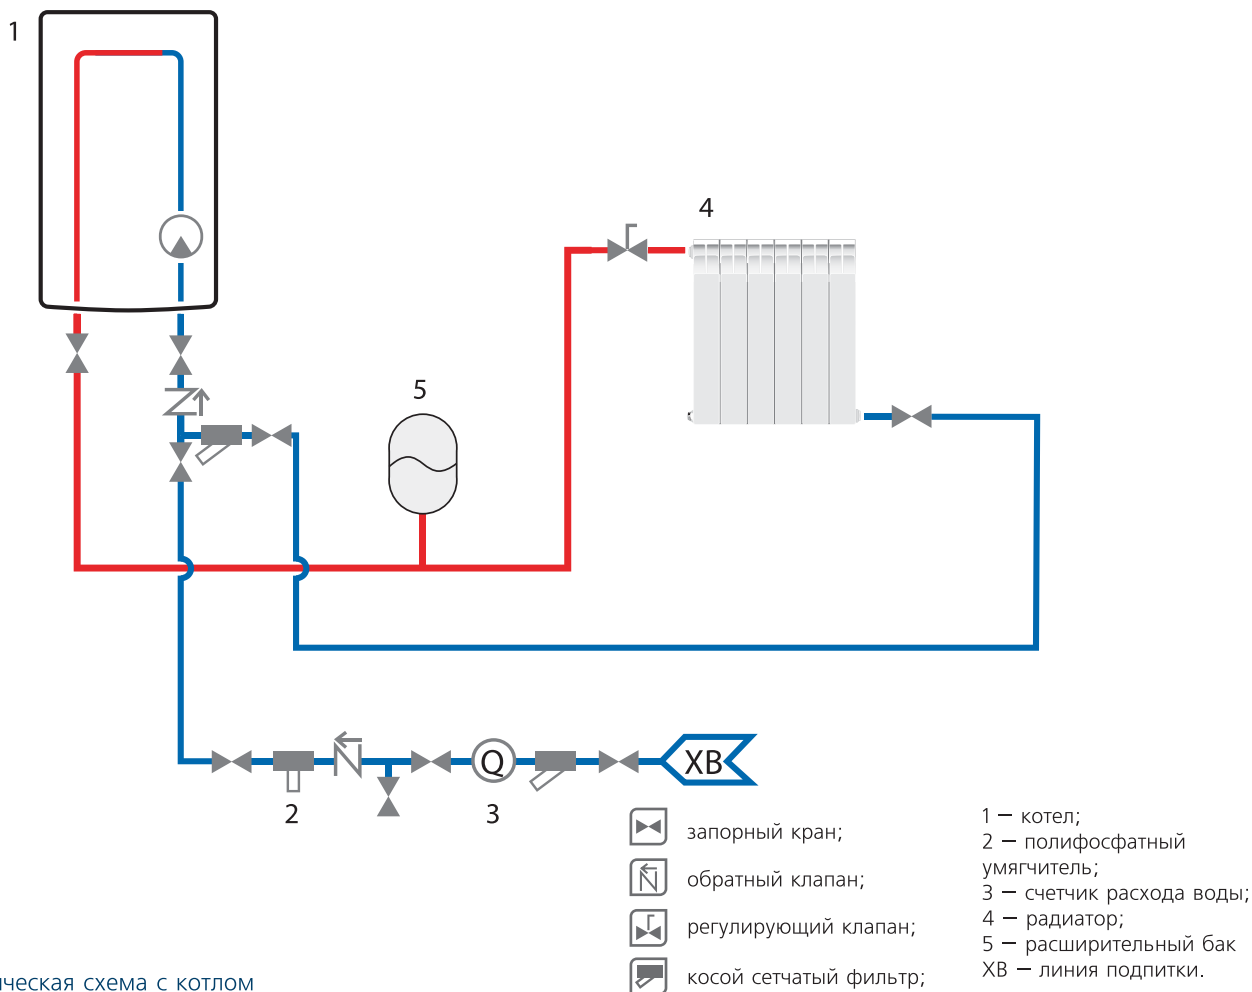 1
4
5
Q
ХВ
2
3
запорный кран;
обратный клапан;
регулирующий клапан;
косой сетчатый фильтр;
1 — котел;
2 — полифосфатный
умягчитель;
3 — счетчик расхода воды;
4 — радиатор;
5 — расширительный бак
ХВ — линия подпитки.
ическая схема с котлом